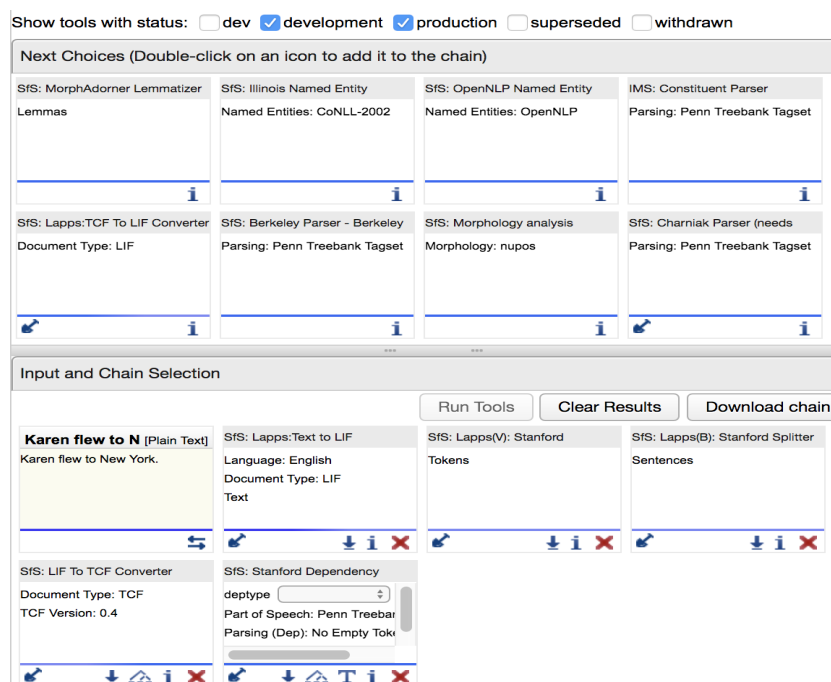 Show tools with status: dev development production superseded withdrawn
Next Choices (Double-click on an icon to add it to the chain)
SfS: MorphAdorner Lemmatizer
Lemmas
SfS: Illinois Named Entity
Named Entities: CoNLL-2002
SfS: OpenNLP Named Entity
Named Entities: OpenNLP
IMS: Constituent Parser
Parsing: Penn Treebank Tagset
SfS: Lapps:TCF To LIF Converter
Document Type: LIF
SfS: Berkeley Parser - Berkeley
Parsing: Penn Treebank Tagset
SfS: Morphology analysis
Morphology: nupos
SfS: Charniak Parser (needs
Parsing: Penn Treebank Tagset
Input and Chain Selection
Run Tools
Clear Results
Download chain
Karen flew to N [Plain Text]
Karen flew to New York.
SfS: Lapps:Text to LIF
Language: English
Document Type: LIF
Text
SfS: Lapps(V): Stanford
Tokens
SfS: Lapps(B): Stanford Splitter
Sentences
SfS: LIF To TCF Converter
Document Type: TCF
TCF Version: 0.4
SfS: Stanford Dependency
deptype
Part of Speech: Penn Treebar
Parsing (Dep): No Empty Toke